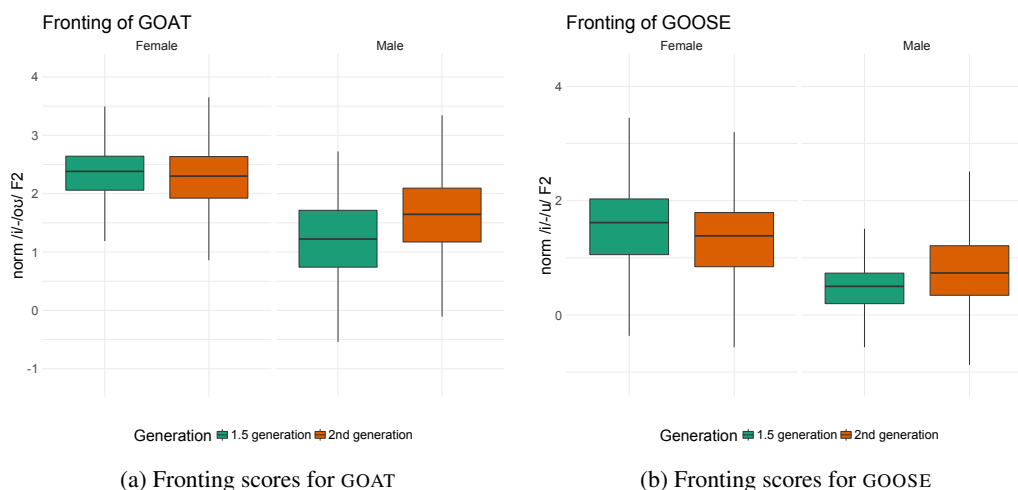 Fronting of GOAT
Female Male
4
3
2
1
0
-1
norm /i/-/oʊ/ F2
Generation 1.5 generation 2nd generation
(a) Fronting scores for GOAT
Fronting of GOOSE
Female Male
4
2
0
norm /i/-/u/ F2
Generation 1.5 generation 2nd generation
(b) Fronting scores for GOOSE